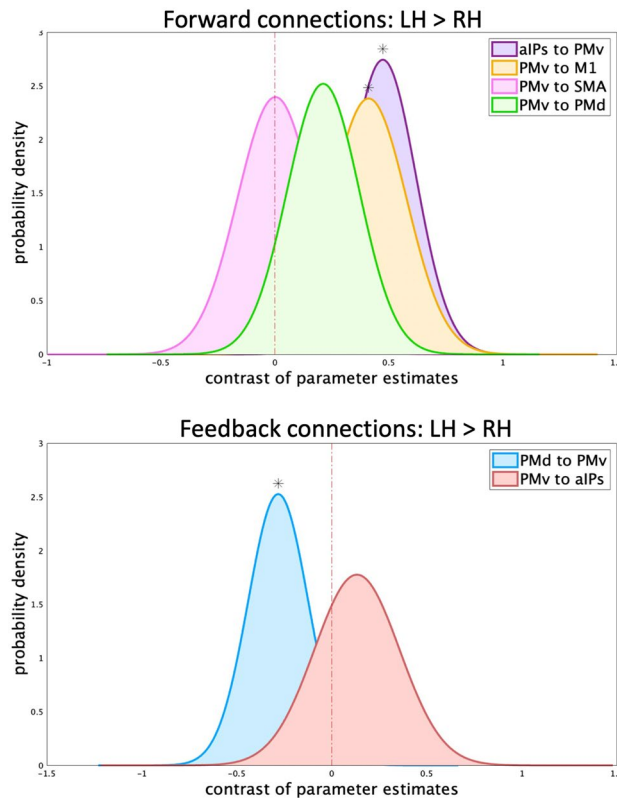 Forward connections: LH > RH
3
2.5
2
1.5
1
0.5
0
probability density
*
*
aIPs to PMv
PMv to M1
PMv to SMA
PMv to PMd
-1 -0.5 0 0.5 1 1.
contrast of parameter estimates
Feedback connections: LH > RH
3
2.5
2
1.5
1
0.5
0
probability density
*
PMd to PMv
PMv to aIPs
-1.5 -1 -0.5 0 0.5 1 1.
contrast of parameter estimates